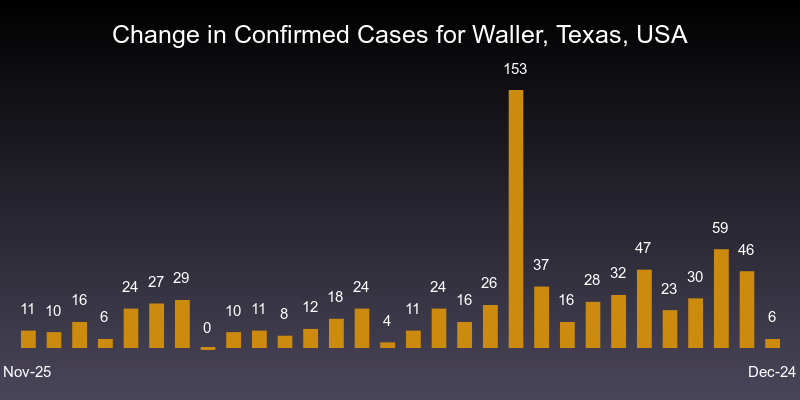 Change in Confirmed Cases for Waller, Texas, USA
11 10 16 6 24 27 29 0 10 11 8 12 18 24 4 11 24 16 26 153 37 16 28 32 47 23 30 59 46 6
Nov-25 Dec-24